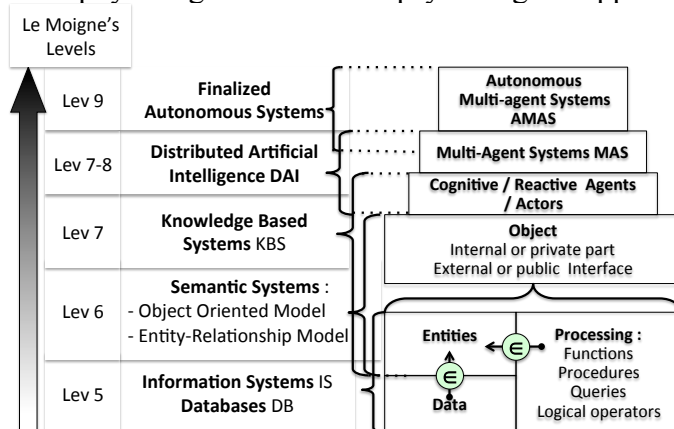 Le Moigne's
Levels
Lev 9
Finalized
Autonomous Systems
Autonomous
Multi-agent Systems
AMAS
Lev 7-8
Distributed Artificial
Intelligence DAI
Multi-Agent Systems MAS
Cognitive / Reactive Agents
/ Actors
Lev 7
Knowledge Based
Systems KBS
Object
Internal or private part
External or public Interface
Lev 6
Semantic Systems :
- Object Oriented Model
- Entity-Relationship Model
Entities
∈
∈
Data
Processing :
Functions
Procedures
Queries
Logical operators
Lev 5
Information Systems IS
Databases DB